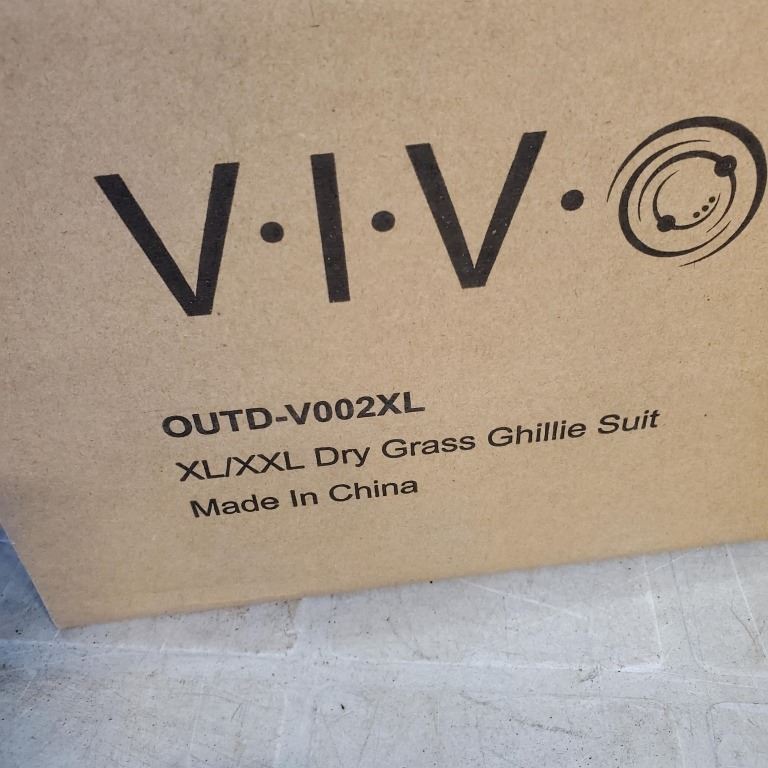 V·I·V·O
OUTD-V002XL
XL/XXL Dry Grass Ghillie Suit
Made In China